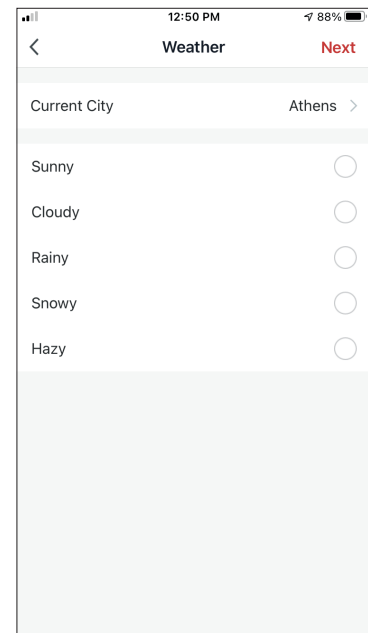 12:50 PM 88%
Weather Next
Current City Athens
Sunny
Cloudy
Rainy
Snowy
Hazy